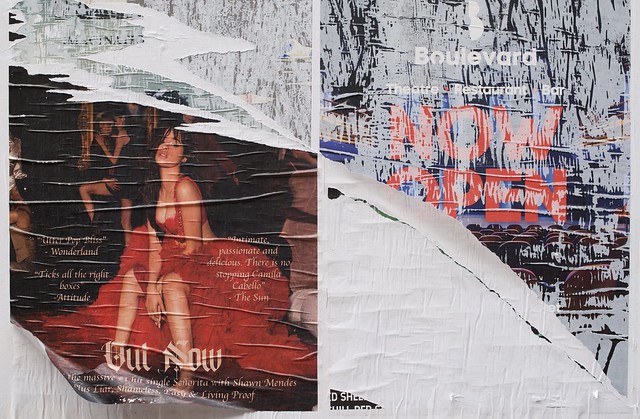 "Utter Pop Bliss"
- Wonderland
"Ticks all the right
boxes"
-Attitude
"Intimate,
passionate and
delicious. There is no
stopping Camila
Cabello"
- The Sun
Out Now
the massive #1 hit single Señorita with Shawn Mendes
Plus Liar, Shameless, Easy & Living Proof
B
Boulevard
Theatre Restaurant Bar
NOW
OPEN